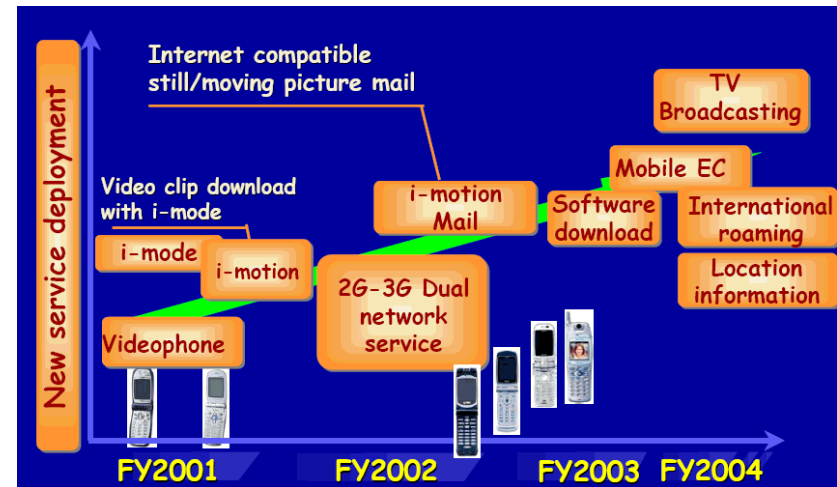 New service deployment
Internet compatible
still/moving picture mail
TV
Broadcasting
Mobile EC
Video clip download
with i-mode
i-motion
Mail
Software
download
International
roaming
i-mode
i-motion
2G-3G Dual
network
service
Location
information
Videophone
FY2001
FY2002
FY2003
FY2004